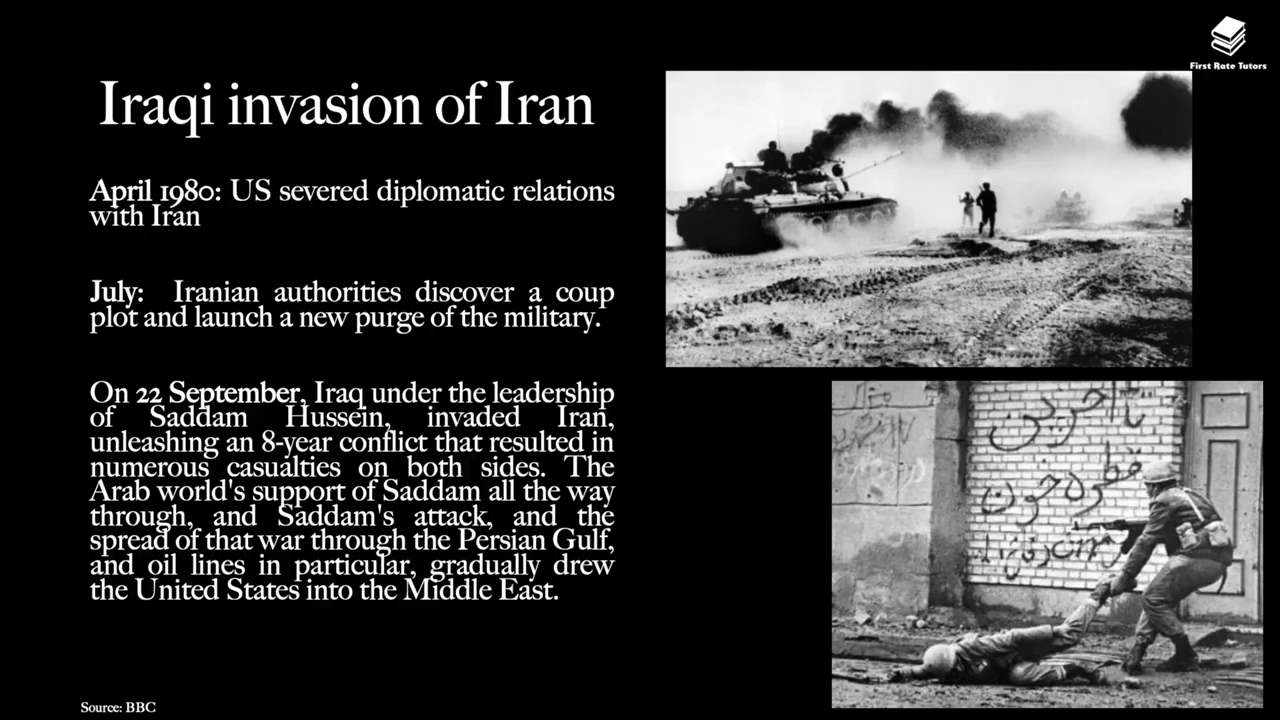 First Rate Tutors
Iraqi invasion of Iran
April 1980: US severed diplomatic relations
with Iran
July: Iranian authorities discover a coup
plot and launch a new purge of the military.
On 22 September, Iraq under the leadership
of Saddam Hussein, invaded Iran,
unleashing an 8-year conflict that resulted in
numerous casualties on both sides. The
Arab world's support of Saddam all the way
through, and Saddam's attack, and the
spread of that war through the Persian Gulf,
and oil lines in particular, gradually drew
the United States into the Middle East.
تا آخرین
قطره خون
Source: BBC